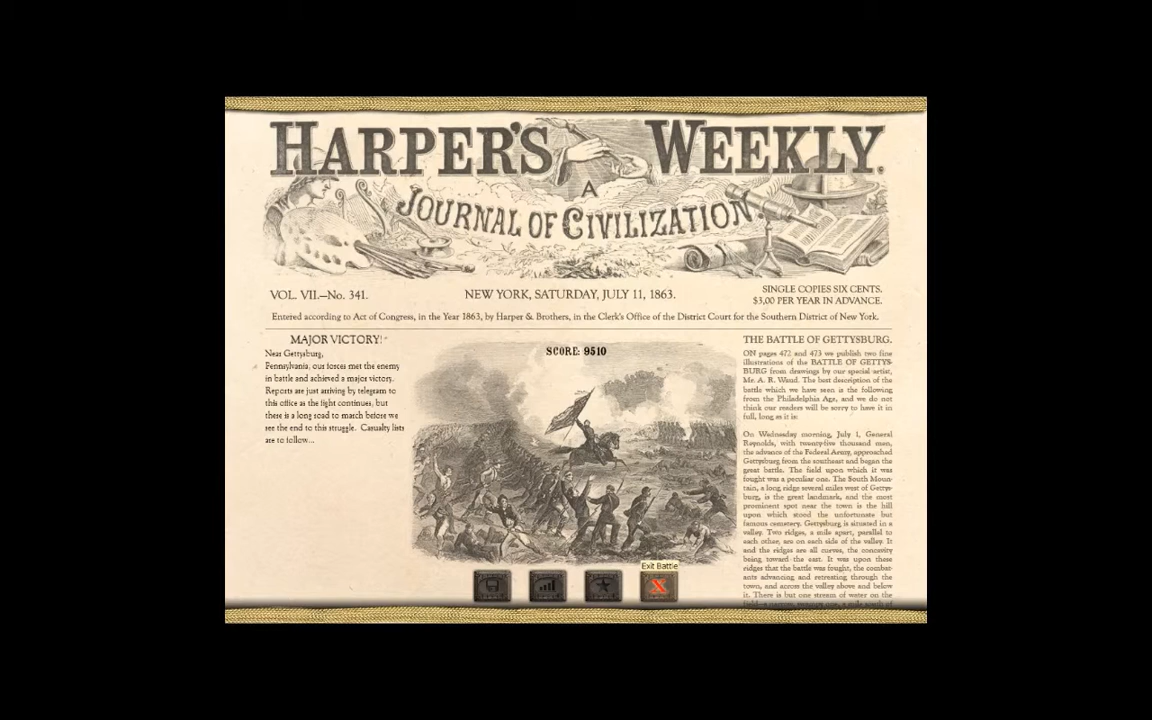 HARPER'S WEEKLY.
A
JOURNAL OF CIVILIZATION
VOL. VII.—No. 341.
NEW YORK, SATURDAY, JULY 11, 1863.
SINGLE COPIES SIX CENTS.
$3,00 PER YEAR IN ADVANCE.
Entered according to Act of Congress, in the Year 1863, by Harper & Brothers, in the Clerk's Office of the District Court for the Southern District of New York.
MAJOR VICTORY!
Near Gettysburg,
Pennsylvania, our forces met the enemy
in battle and achieved a major victory.
Reports are just arriving by telegram to
this office as the fight continues, but
there is a long road to march before we
see the end to this struggle. Casualty lists
are to follow...
SCORE: 9510
Exit Battle
THE BATTLE OF GETTYSBURG.
ON pages 472 and 473 we publish two fine
illustrations of the BATTLE OF GETTYS-
BURG from drawings by our special artist,
Mr. A. R. Waud. The best description of the
battle which we have seen is the following
from the Philadelphia Age, and we do not
think our readers will be sorry to have it in
full, long as it is:
On Wednesday morning, July 1, General
Reynolds, with twenty-five thousand men,
the advance of the Federal Army, approached
Gettysburg from the southeast and began the
great battle. The field upon which it was
fought was a peculiar one. The South Moun-
tain, a long ridge several miles west of Gettys-
burg, is the great landmark, and the most
prominent spot near the town is the hill
upon which stood the unfortunate but
famous cemetery. Gettysburg is situated in a
valley. Two ridges, a mile apart, parallel to
each other, are on each side of the valley. It
and the ridges are all curves, the concavity
being toward the east. It was upon these
ridges that the battle was fought, the combat-
ants advancing and retreating through the
town, and across the valley above and below
it. There is but one stream of water on the